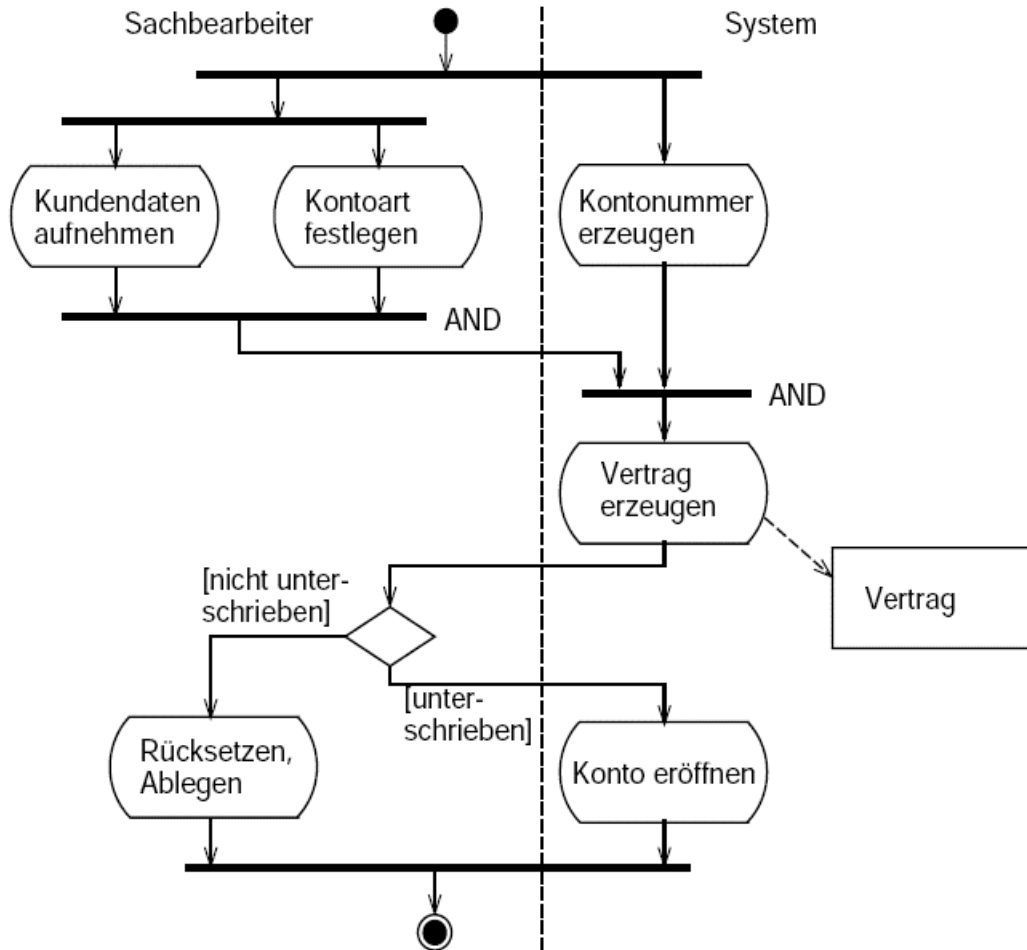 Sachbearbeiter
System
Kundendaten
aufnehmen
Kontoart
festlegen
Kontonummer
erzeugen
AND
AND
Vertrag
erzeugen
Vertrag
[nicht unter-
schrieben]
[unter-
schrieben]
Rücksetzen,
Ablegen
Konto eröffnen